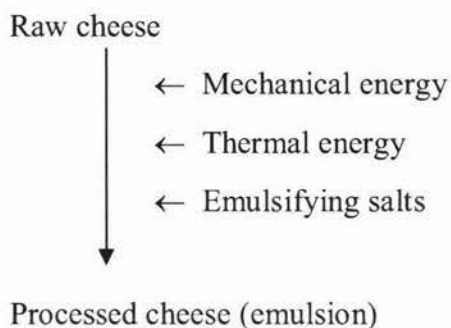 Raw cheese
← Mechanical energy
← Thermal energy
← Emulsifying salts
Processed cheese (emulsion)